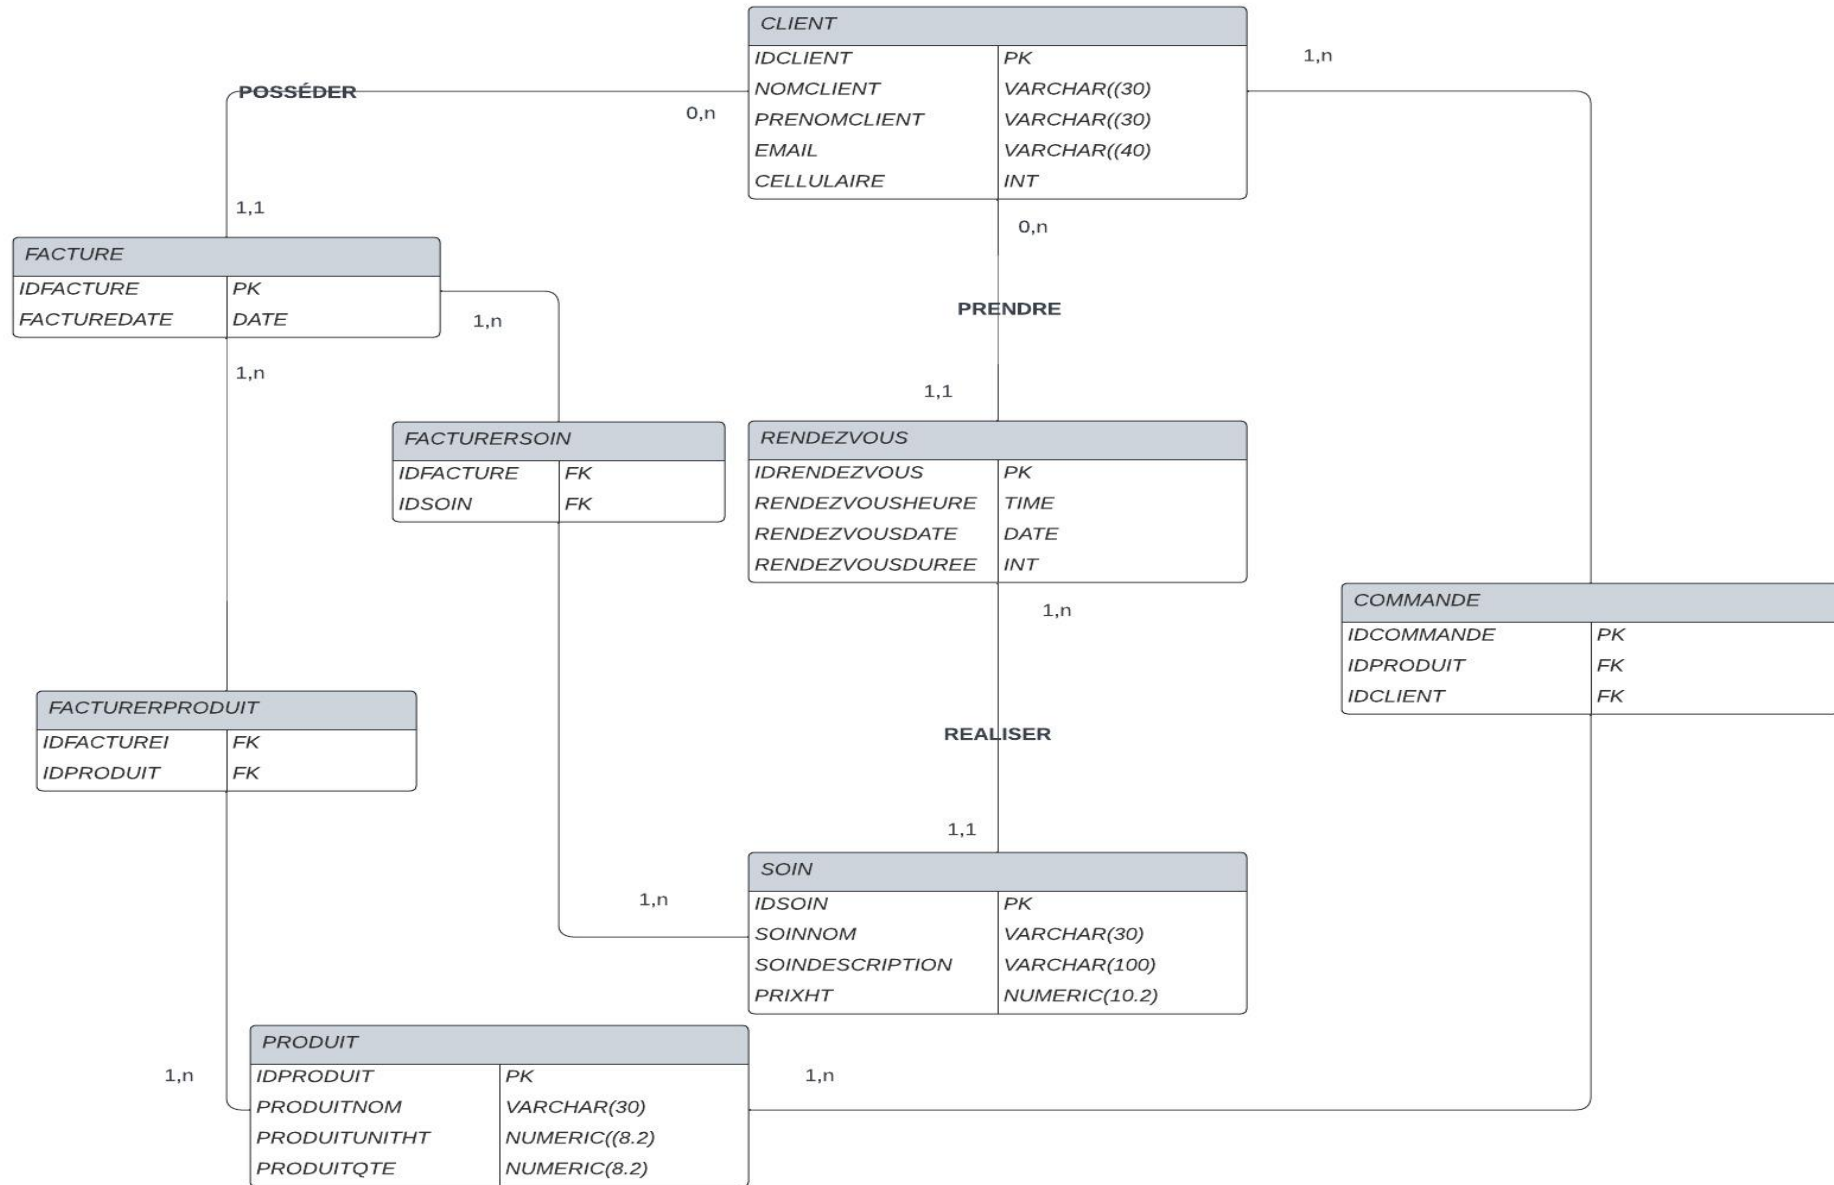 CLIENT
IDCLIENT PK
NOMCLIENT VARCHAR((30)
PRENOMCLIENT VARCHAR((30)
EMAIL VARCHAR((40)
CELLULAIRE INT
1,n
POSSÉDER
0,n
1,1
0,n
FACTURE
IDFACTURE PK
FACTUREDATE DATE
1,n
PRENDRE
1,n
1,1
FACTURERSOIN
IDFACTURE FK
IDSOIN FK
RENDEZVOUS
IDRENDEZVOUS PK
RENDEZVOUSHEURE TIME
RENDEZVOUSDATE DATE
RENDEZVOUSDUREE INT
1,n
COMMANDE
IDCOMMANDE PK
IDPRODUIT FK
IDCLIENT FK
FACTURERPRODUIT
IDFACTUREI FK
IDPRODUIT FK
REALISER
1,1
SOIN
IDSOIN PK
SOINNOM VARCHAR(30)
SOINDESCRIPTION VARCHAR(100)
PRIXHT NUMERIC(10.2)
1,n
PRODUIT
IDPRODUIT PK
PRODUITNOM VARCHAR(30)
PRODUITUNITHT NUMERIC((8.2)
PRODUITQTE NUMERIC(8.2)
1,n
1,n